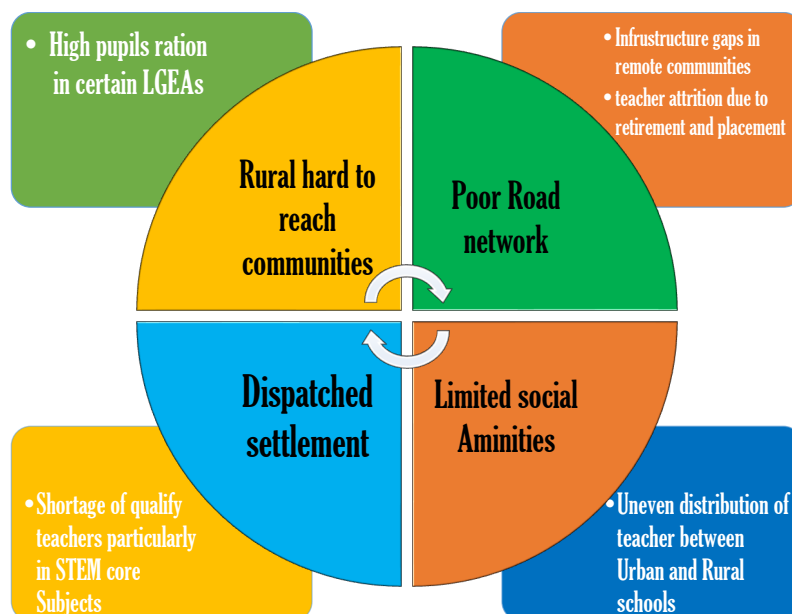 • High pupils ration
in certain LGEAs
• Infrustructure gaps in
remote communities
• teacher attrition due to
retirement and placement
Rural hard to
reach
communities
Poor Road
network
Dispatched
settlement
Limited social
Aminities
• Shortage of qualify
teachers particularly
in STEM core
Subjects
• Uneven distribution of
teacher between
Urban and Rural
schools